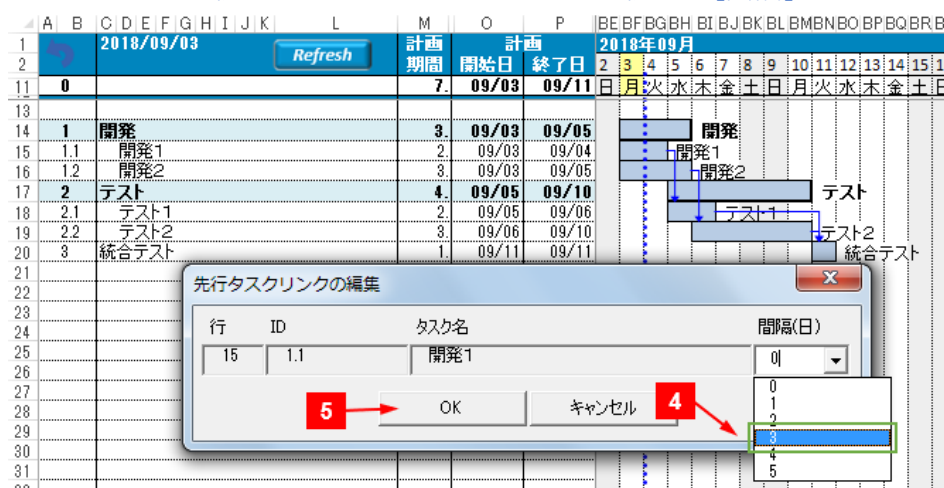 A B C D E F G H I J K L M O P BE BF BG BH BI BJ BK BL BM BN BO BP BQ BR B
1 2018/09/03 計画 計画 2018年09月
Refresh
2 期間 開始日 終了日 2 3 4 5 6 7 8 9 10 11 12 13 14 15 1
11 0 7. 09/03 09/11 日 月 火 水 木 金 土 日 月 火 水 木 金 土 日
13
14 1 開発 3. 09/03 09/05 開発
15 1.1 開発1 2. 09/03 09/04 開発1
16 1.2 開発2 3. 09/03 09/05 開発2
17 2 テスト 4. 09/05 09/10 テスト
18 2.1 テスト1 2. 09/05 09/06 テスト1
19 2.2 テスト2 3. 09/06 09/10 テスト2
20 3 統合テスト 1. 09/11 09/11 統合テスト
21
22
23
24
25
26
27
28
29
30
31
先行タスクリンクの編集
X
行 ID タスク名 間隔(日)
15 1.1 開発1 0
OK キャンセル
5
4
0
1
2
3
4
5